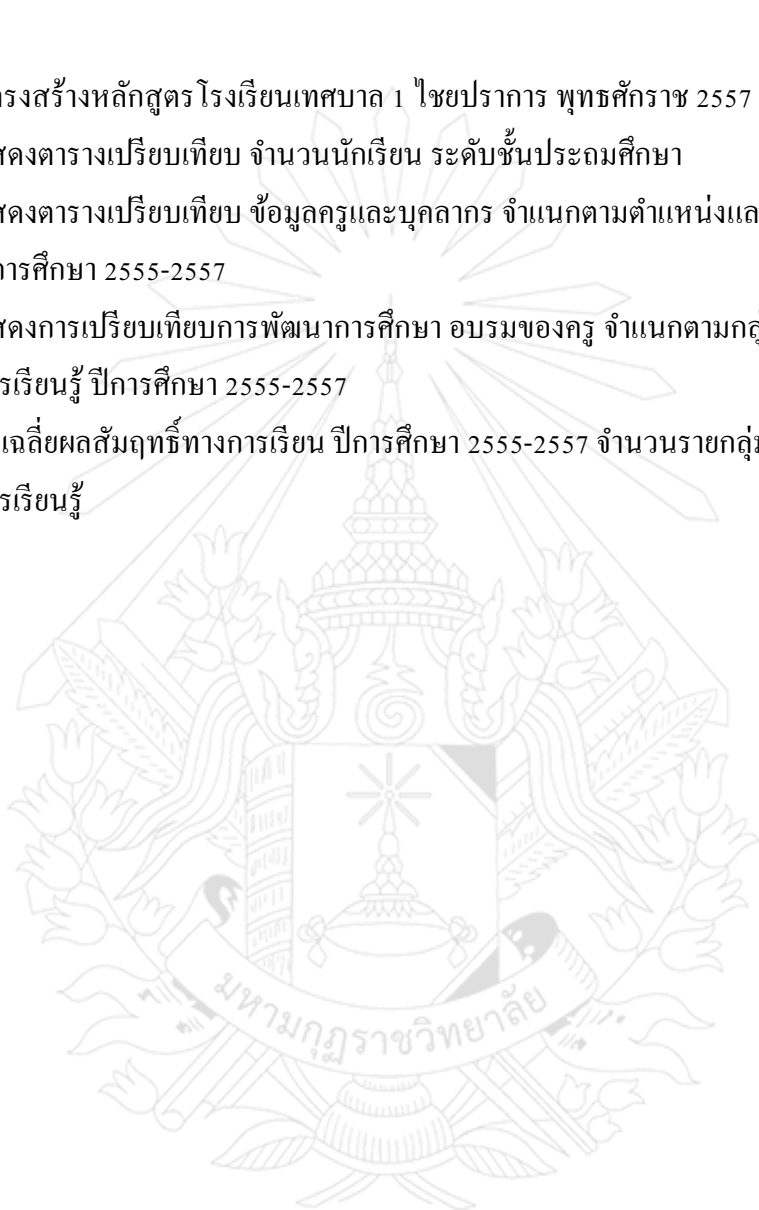 รงสร้างหลักสูตรโรงเรียนเทศบาล 1 ไชยปราการ พุทธศักราช 2557
สดงตารางเปรียบเทียบ จำนวนนักเรียน ระดับชั้นประถมศึกษา
สดงตารางเปรียบเทียบ ข้อมูลครูและบุคลากร จำแนกตามตำแหน่งแล
การศึกษา 2555-2557
สดงการเปรียบเทียบการพัฒนาการศึกษา อบรมของครู จำแนกตามกลุ่
รเรียนรู้ ปีการศึกษา 2555-2557
เฉลี่ยผลสัมฤทธิ์ทางการเรียน ปีการศึกษา 2555-2557 จำนวนรายกลุ่ม
รเรียนรู้
มหามกุฏราชวิทยาลัย